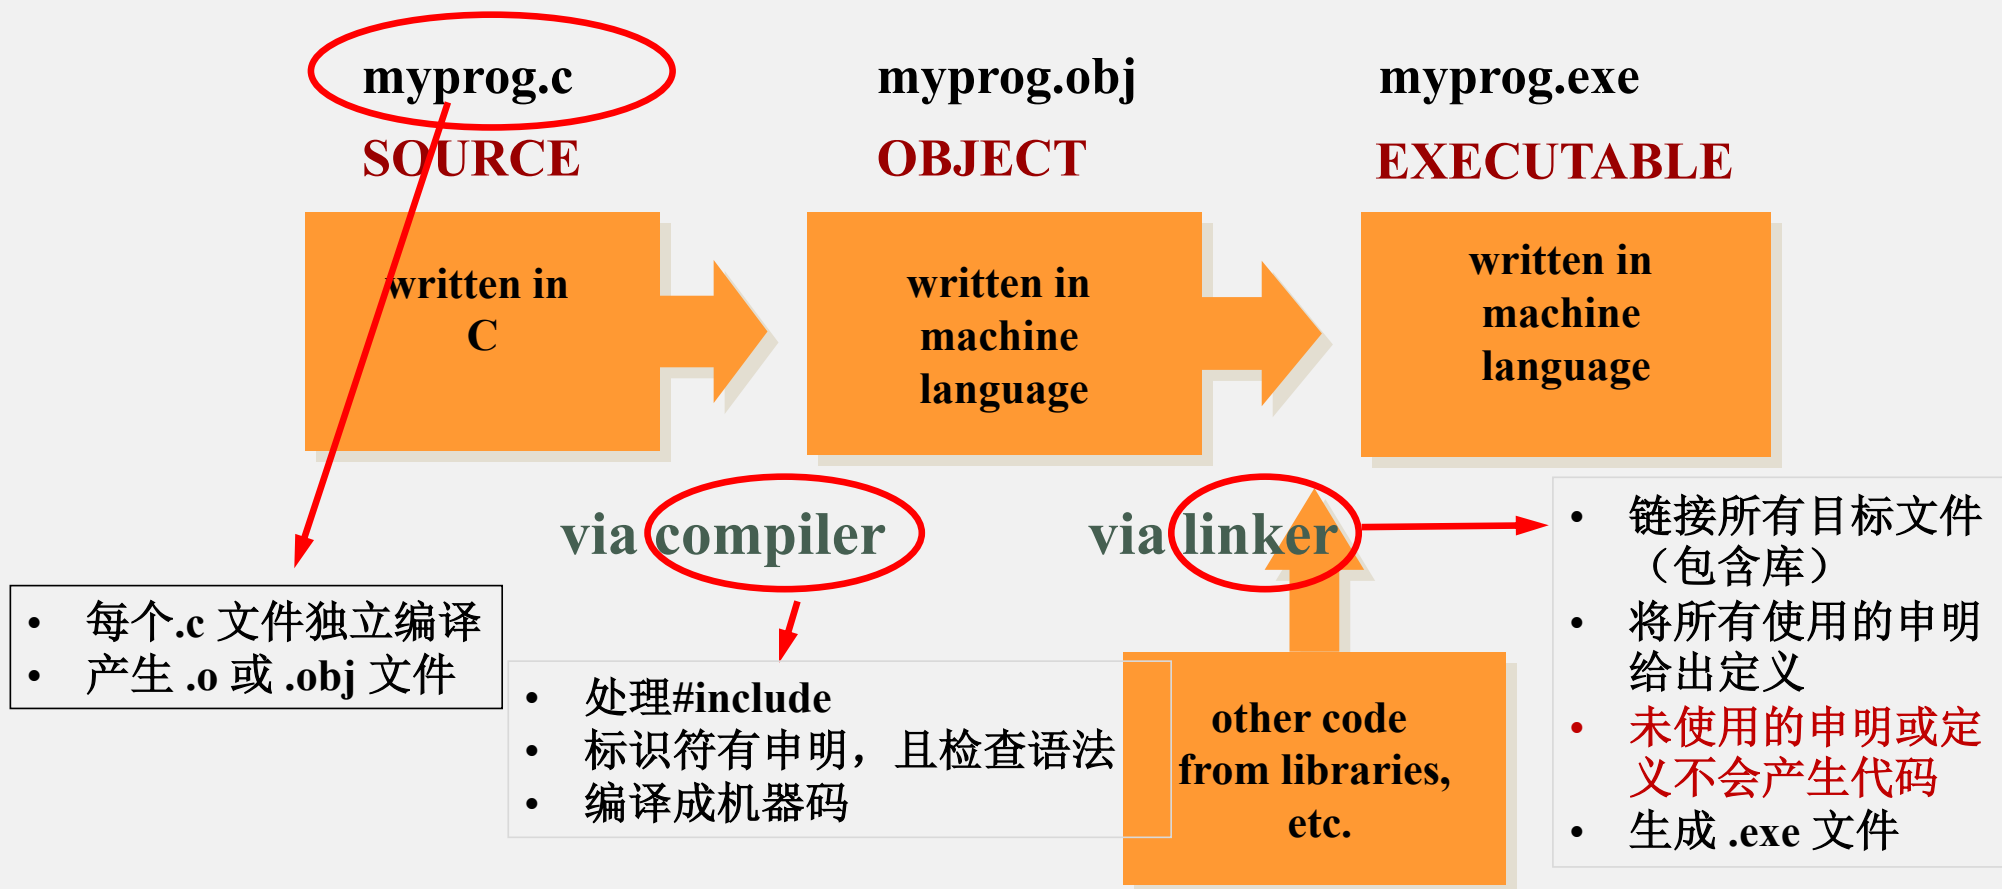 myprog.c
myprog.obj
myprog.exe
SOURCE
OBJECT
EXECUTABLE
written in
C
written in
machine
language
written in
machine
language
via compiler
via linker
• 每个.c 文件独立编译
• 产生 .o 或 .obj 文件
• 处理#include
• 标识符有申明，且检查语法
• 编译成机器码
other code
from libraries,
etc.
• 链接所有目标文件
（包含库）
• 将所有使用的申明
给出定义
• 未使用的申明或定
义不会产生代码
• 生成 .exe 文件